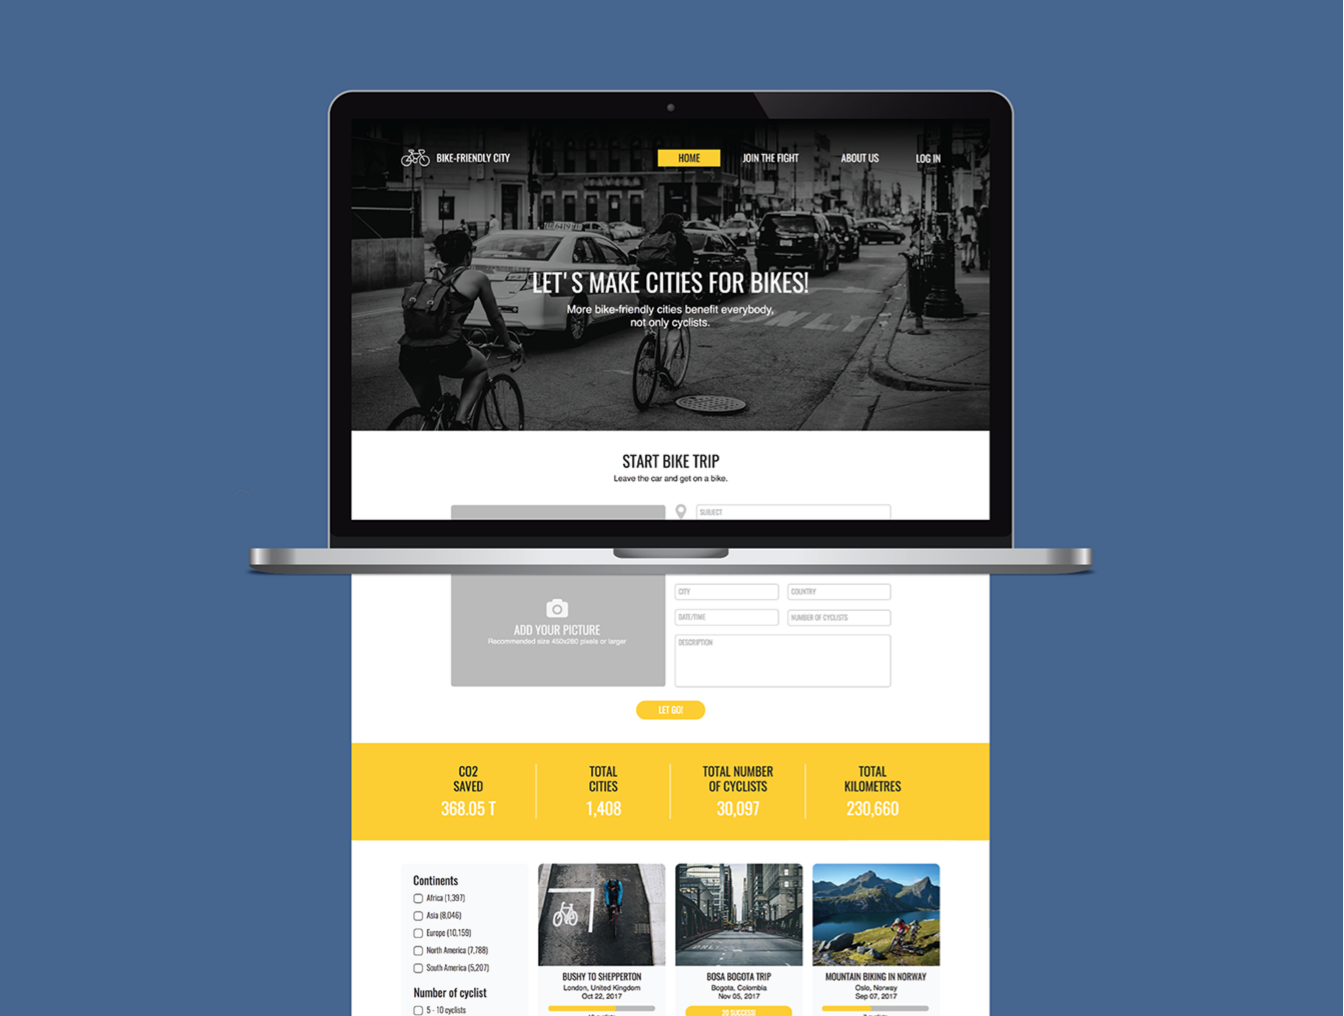 BIKE-FRIENDLY CITY
HOME
JOIN THE FIGHT
ABOUT US
LOG IN
LET'S MAKE CITIES FOR BIKES!
More bike-friendly cities benefit everybody,
not only cyclists.
ONLY
START BIKE TRIP
Leave the car and get on a bike.
SUBJECT
CITY
COUNTRY
DATE/TIME
NUMBER OF CYCLISTS
DESCRIPTION
ADD YOUR PICTURE
Recommended size 450x280 pixels or larger
LET GO!
CO2
SAVED
368.05 T
TOTAL
CITIES
1,408
TOTAL NUMBER
OF CYCLISTS
30,097
TOTAL
KILOMETRES
230,660
Continents
Africa (1,397)
Asia (8,046)
Europe (10,159)
North America (7,788)
South America (5,207)
Number of cyclist
5 - 10 cyclists
BUSHY TO SHEPPERTON
London, United Kingdom
Oct 22, 2017
BOSA BOGOTA TRIP
Bogota, Colombia
Nov 05, 2017
MOUNTAIN BIKING IN NORWAY
Oslo, Norway
Sep 07, 2017